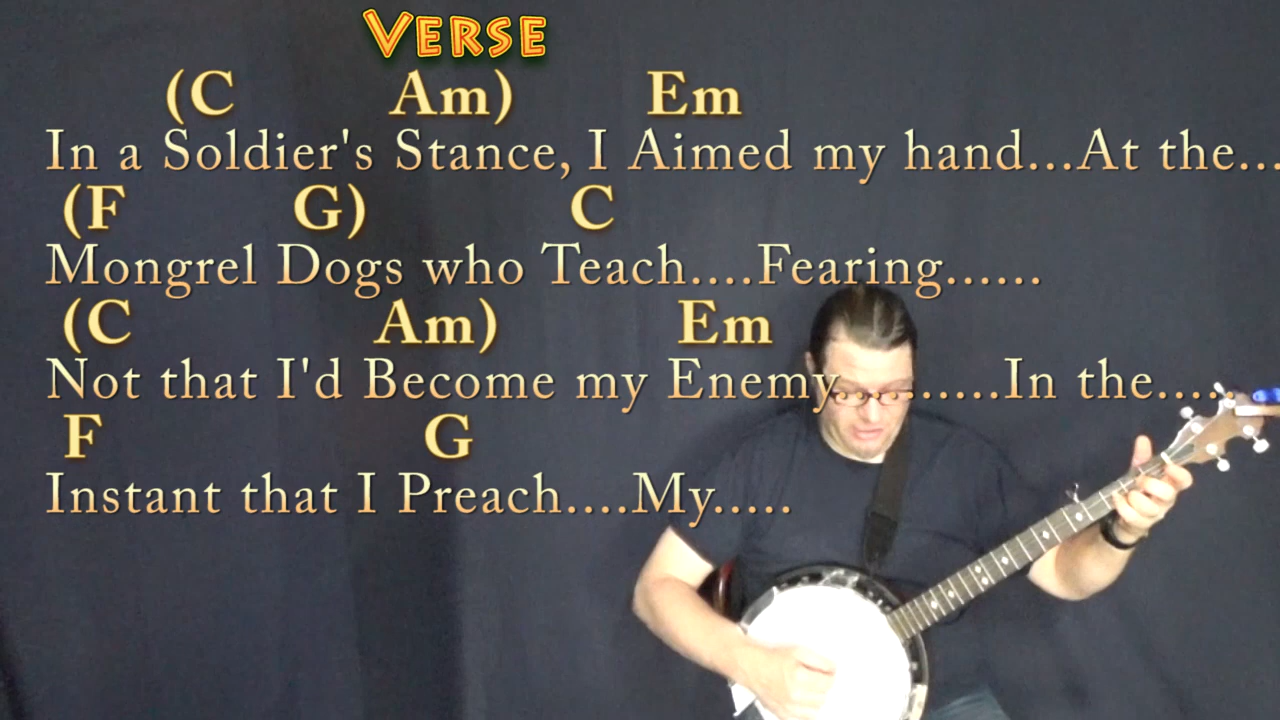 VERSE
(C Am) Em
In a Soldier's Stance, I Aimed my hand...At the...
(F G) C
Mongrel Dogs who Teach....Fearing......
(C Am) Em
Not that I'd Become my Enemy.........In the.....
F G
Instant that I Preach....My.....